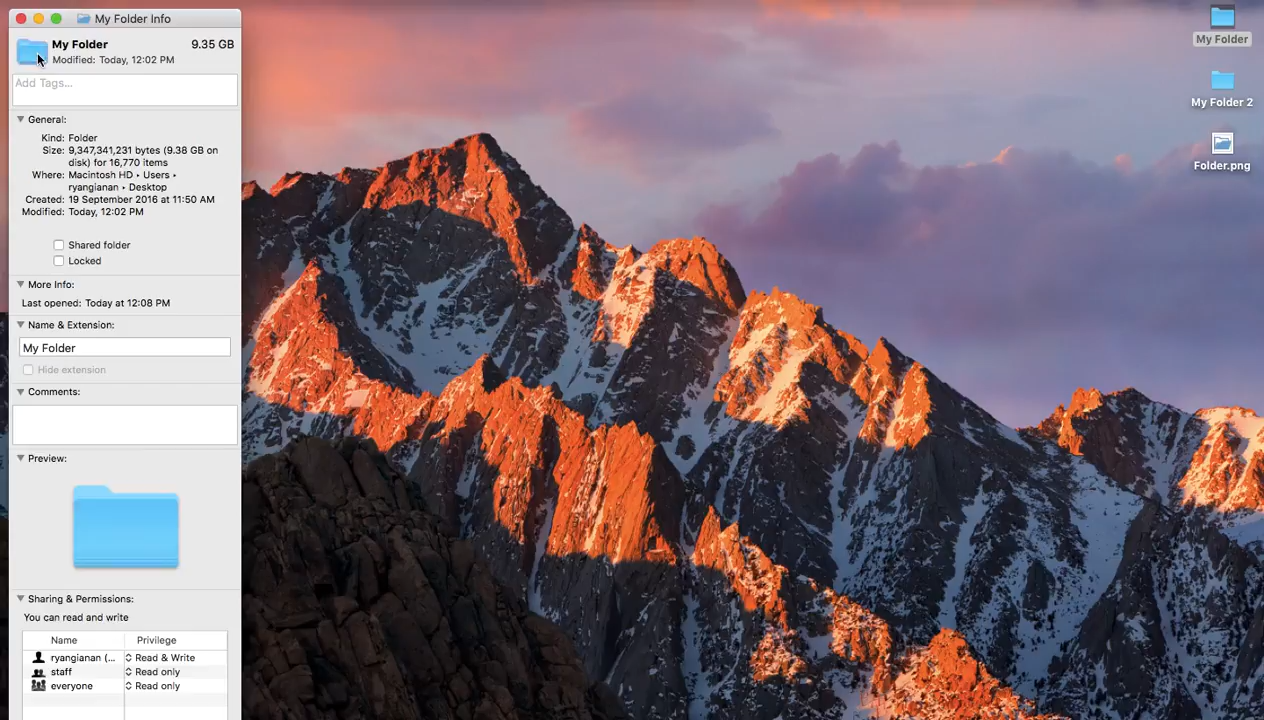 My Folder Info
My Folder 9.35 GB
Modified: Today, 12:02 PM
Add Tags...
General:
Kind: Folder
Size: 9,347,341,231 bytes (9.38 GB on
disk) for 16,770 items
Where: Macintosh HD ▸ Users ▸
ryangianan ▸ Desktop
Created: 19 September 2016 at 11:50 AM
Modified: Today, 12:02 PM
Shared folder
Locked
More Info:
Last opened: Today at 12:08 PM
Name & Extension:
My Folder
Hide extension
Comments:
Preview:
Sharing & Permissions:
You can read and write
Name Privilege
ryangianan (... Read & Write
staff Read only
everyone Read only
My Folder
My Folder 2
Folder.png